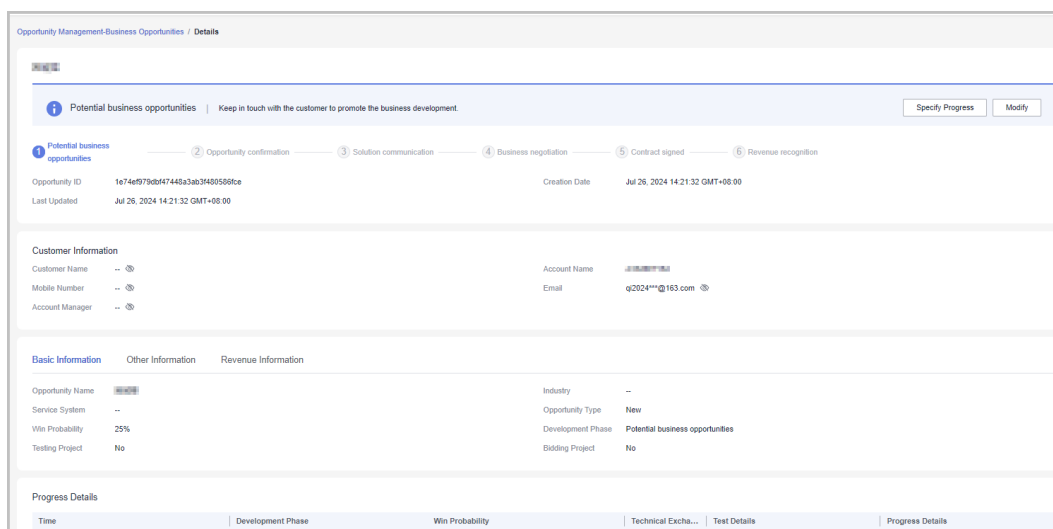 Opportunity Management-Business Opportunities / Details
Potential business opportunities | Keep in touch with the customer to promote the business development.
Specify Progress Modify
1 Potential business
opportunities
2 Opportunity confirmation
3 Solution communication
4 Business negotiation
5 Contract signed
6 Revenue recognition
Opportunity ID 1e74ef979dbf47448a3ab3f480586fce Creation Date Jul 26, 2024 14:21:32 GMT+08:00
Last Updated Jul 26, 2024 14:21:32 GMT+08:00
Customer Information
Customer Name -- Account Name
Mobile Number -- Email qi2024***@163.com
Account Manager --
Basic Information Other Information Revenue Information
Opportunity Name Industry --
Service System -- Opportunity Type New
Win Probability 25% Development Phase Potential business opportunities
Testing Project No Bidding Project No
Progress Details
Time Development Phase Win Probability Technical Excha... Test Details Progress Details